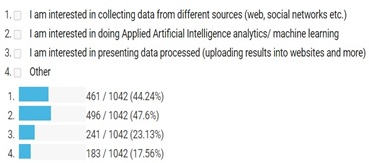 1. I am interested in collecting data from different sources (web, social networks etc.)
2. I am interested in doing Applied Artificial Intelligence analytics/ machine learning
3. I am interested in presenting data processed (uploading results into websites and more)
4. Other
1. 461 / 1042 (44.24%)
2. 496 / 1042 (47.6%)
3. 241 / 1042 (23.13%)
4. 183 / 1042 (17.56%)